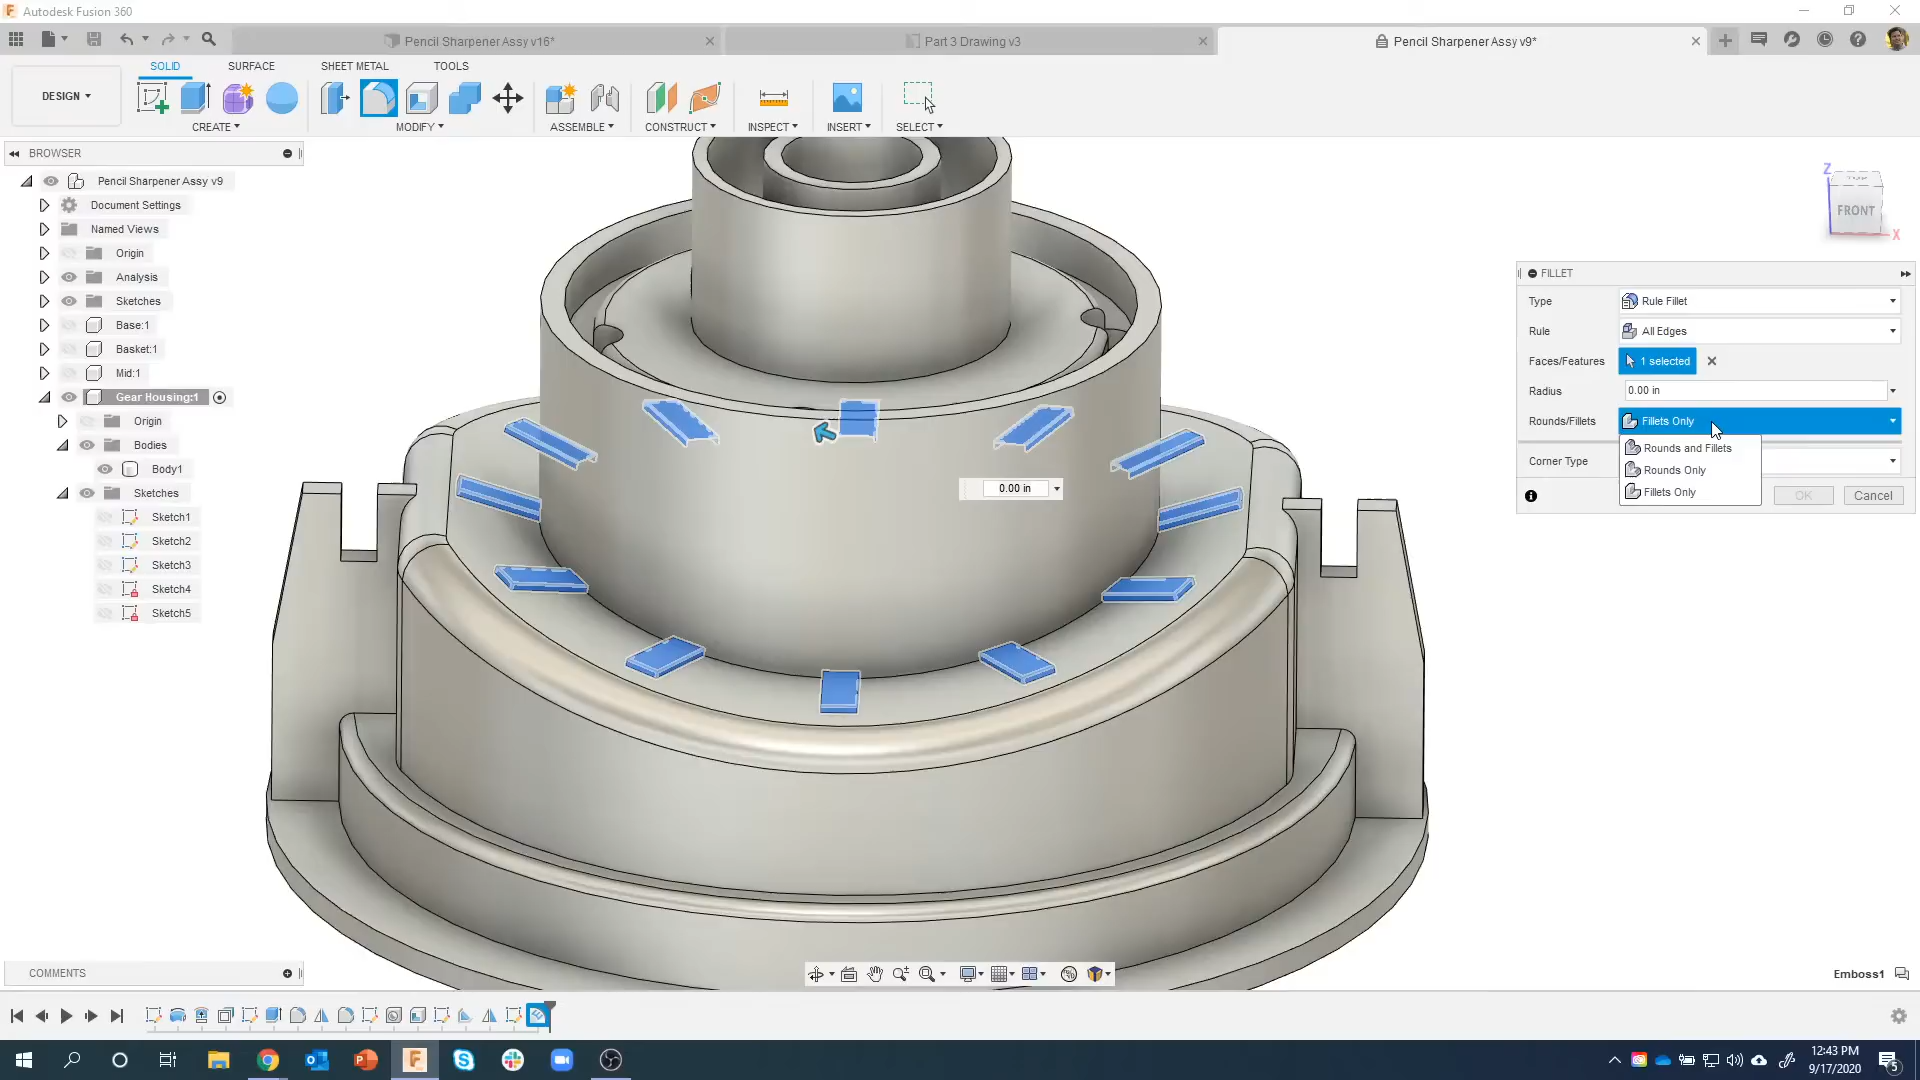 Autodesk Fusion 360
Pencil Sharpener Assy v16*
Part 3 Drawing v3
Pencil Sharpener Assy v9*
SOLID
SURFACE
SHEET METAL
TOOLS
DESIGN
CREATE
MODIFY
ASSEMBLE
CONSTRUCT
INSPECT
INSERT
SELECT
BROWSER
Pencil Sharpener Assy v9
Document Settings
Named Views
Origin
Analysis
Sketches
Base:1
Basket:1
Mid:1
Gear Housing:1
Origin
Bodies
Body1
Sketches
Sketch1
Sketch2
Sketch3
Sketch4
Sketch5
0.00 in
Z
FRONT
X
FILLET
Type
Rule Fillet
Rule
All Edges
Faces/Features
1 selected
Radius
0.00 in
Rounds/Fillets
Fillets Only
Rounds and Fillets
Rounds Only
Fillets Only
Corner Type
OK
Cancel
COMMENTS
Emboss1
12:43 PM
9/17/2020
5